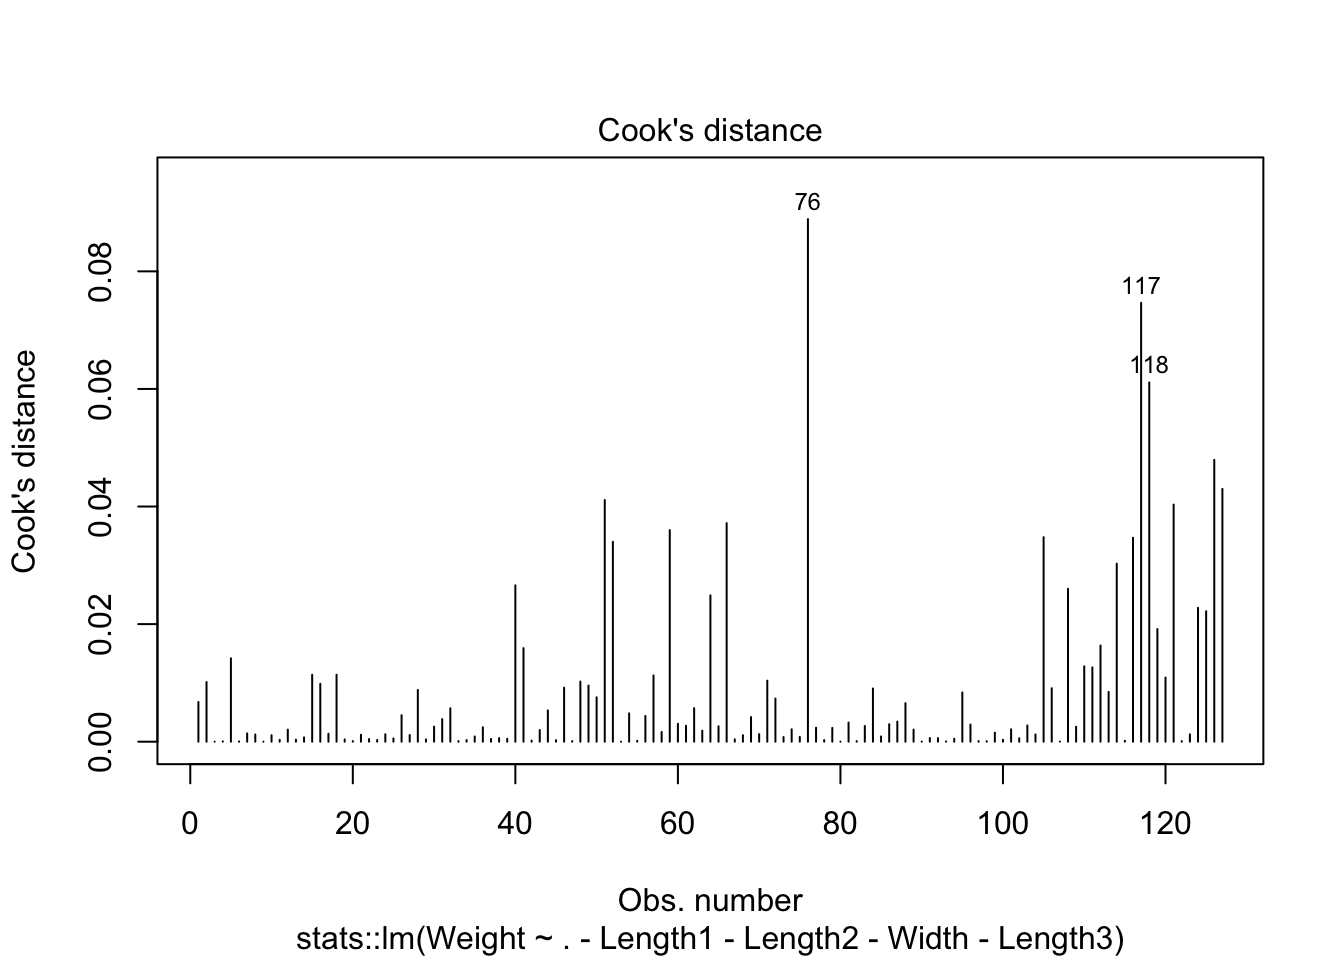 Cook's distance
76
117
118
Cook's distance
0.08
0.06
0.04
0.02
0.00
0 20 40 60 80 100 120
Obs. number
stats::lm(Weight ~ . - Length1 - Length2 - Width - Length3)